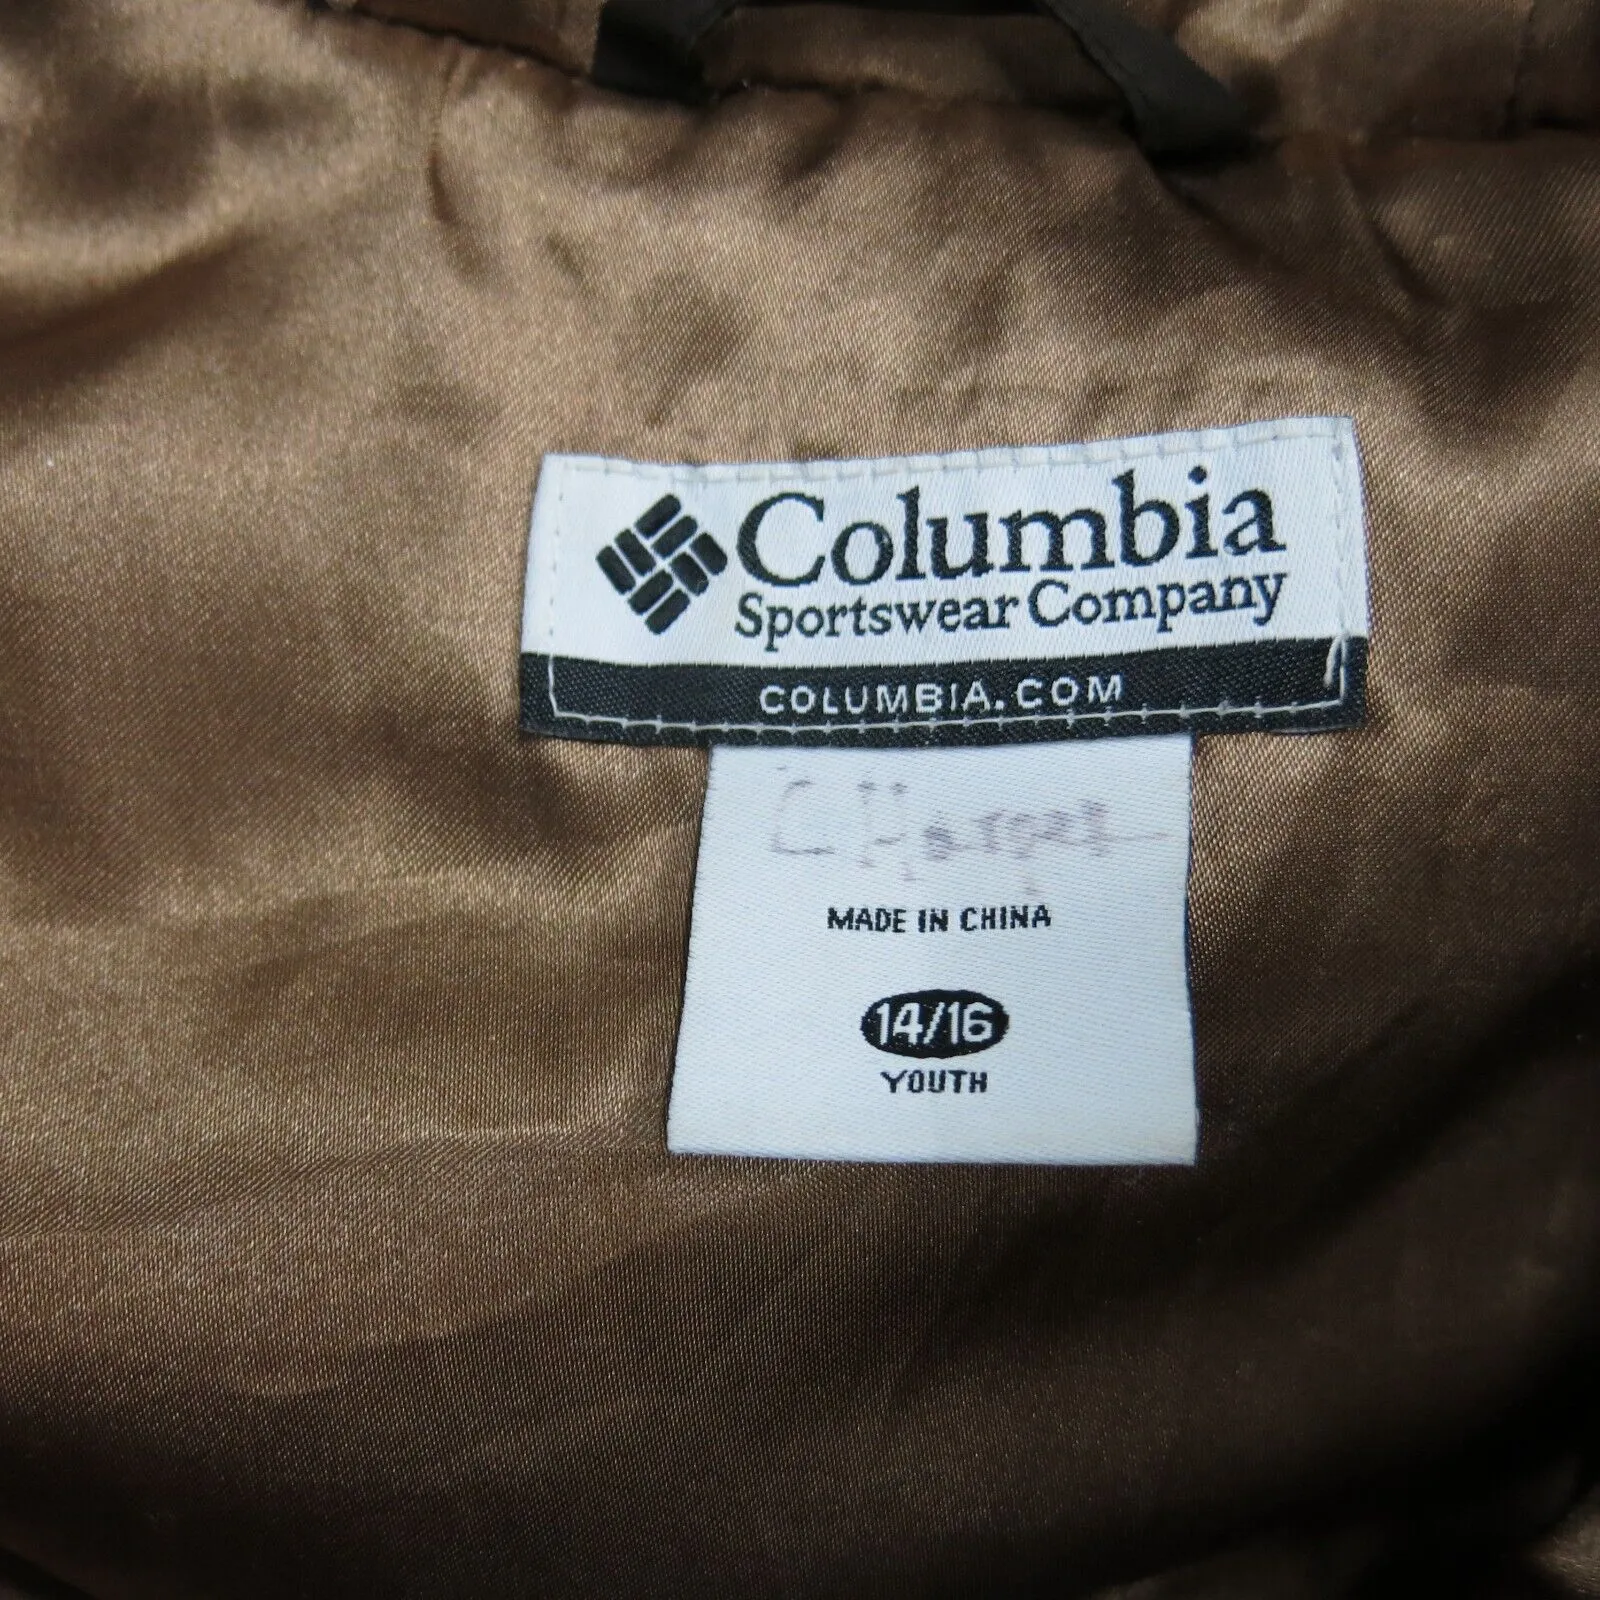 Columbia
Sportswear Company
COLUMBIA.COM
C.
MADE IN CHINA
14/16
YOUTH